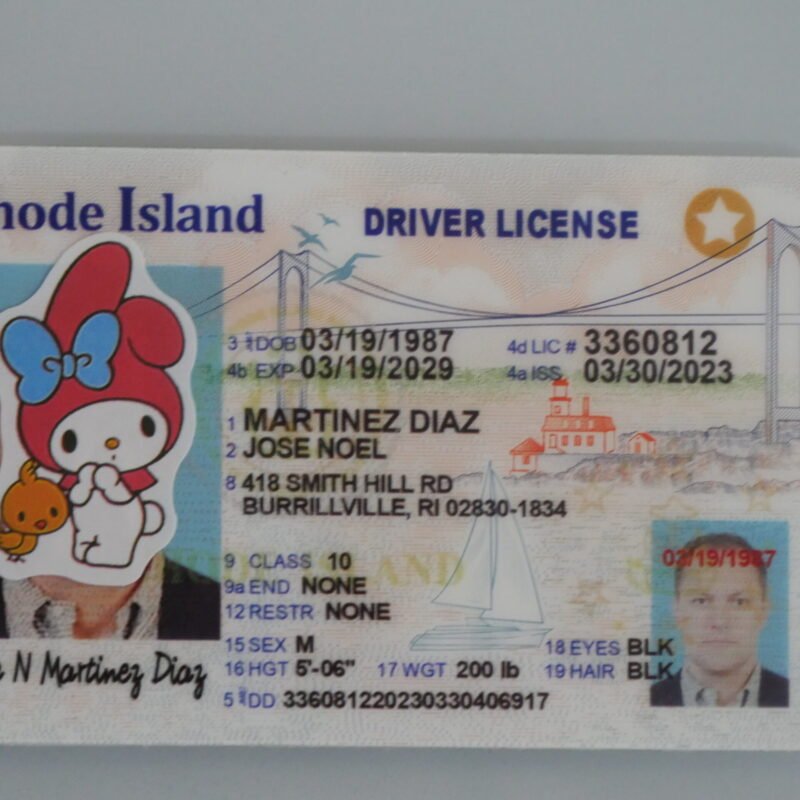 hode Island
DRIVER LICENSE
3 DOB 03/19/1987
4d LIC # 3360812
4b EXP 03/19/2029
4a ISS 03/30/2023
1 MARTINEZ DIAZ
2 JOSE NOEL
8 418 SMITH HILL RD
BURRILLVILLE, RI 02830-1834
9 CLASS 10
9a END NONE
12 RESTR NONE
03/19/1987
15 SEX M
18 EYES BLK
16 HGT 5'-06"
17 WGT 200 lb
19 HAIR BLK
N Martinez Diaz
5 DD 336081220230330406917